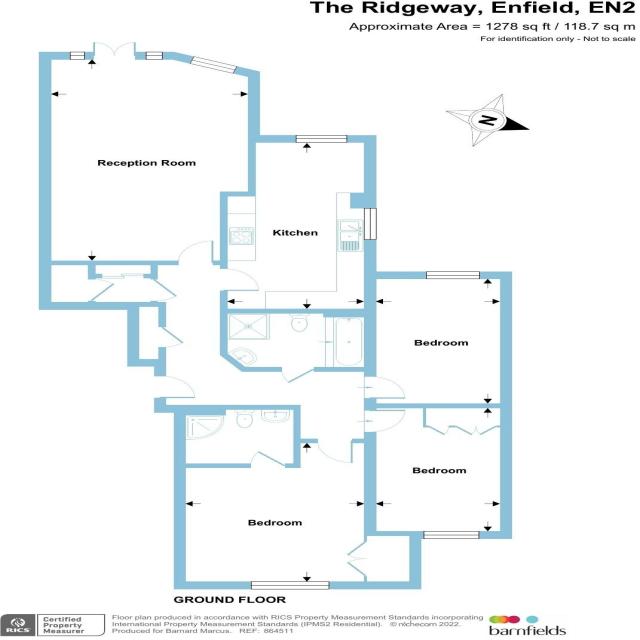 The Ridgeway, Enfield, EN2
Approximate Area = 1278 sq ft / 118.7 sq m
For identification only - Not to scale
N
Reception Room
Kitchen
Bedroom
Bedroom
Bedroom
GROUND FLOOR
RICS
Certified
Property
Measurer
Floor plan produced in accordance with RICS Property Measurement Standards incorporating
International Property Measurement Standards (IPMS2 Residential). © nichecom 2022.
Produced for Barnard Marcus. REF: 864511
barnfields